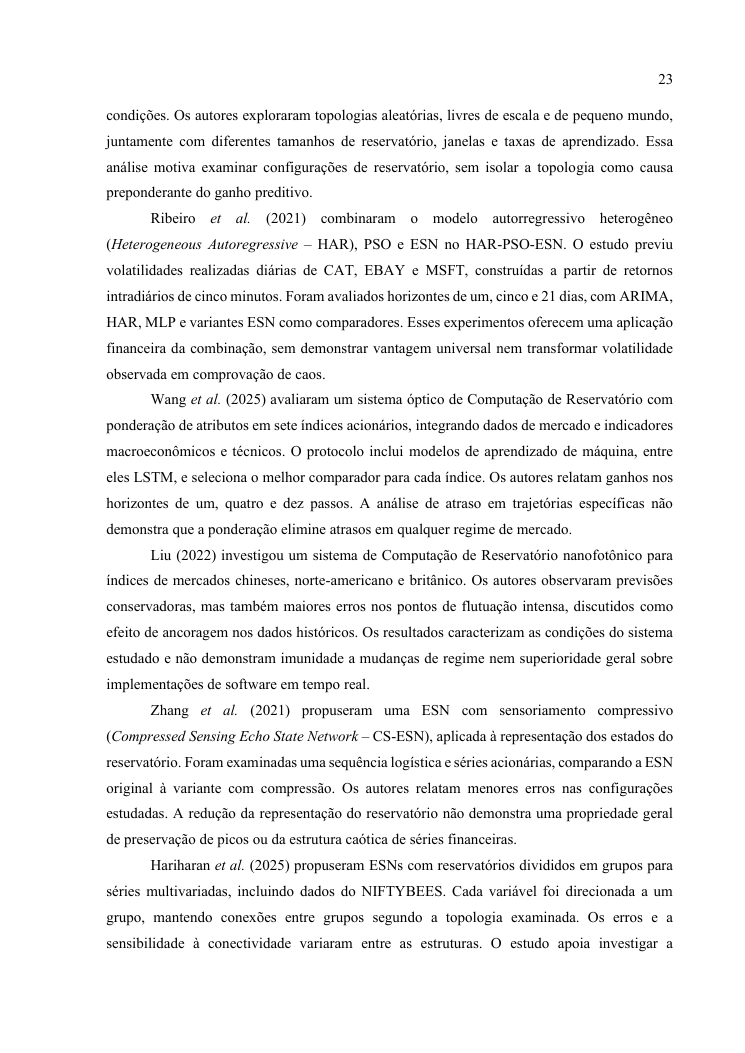 23
condições. Os autores exploraram topologias aleatórias, livres de escala e de pequeno mundo,
juntamente com diferentes tamanhos de reservatório, janelas e taxas de aprendizado. Essa
análise motiva examinar configurações de reservatório, sem isolar a topologia como causa
preponderante do ganho preditivo.
Ribeiro et al. (2021) combinaram o modelo autorregressivo heterogêneo
(Heterogeneous Autoregressive – HAR), PSO e ESN no HAR-PSO-ESN. O estudo previu
volatilidades realizadas diárias de CAT, EBAY e MSFT, construídas a partir de retornos
intradiários de cinco minutos. Foram avaliados horizontes de um, cinco e 21 dias, com ARIMA,
HAR, MLP e variantes ESN como comparadores. Esses experimentos oferecem uma aplicação
financeira da combinação, sem demonstrar vantagem universal nem transformar volatilidade
observada em comprovação de caos.
Wang et al. (2025) avaliaram um sistema óptico de Computação de Reservatório com
ponderação de atributos em sete índices acionários, integrando dados de mercado e indicadores
macroeconômicos e técnicos. O protocolo inclui modelos de aprendizado de máquina, entre
eles LSTM, e seleciona o melhor comparador para cada índice. Os autores relatam ganhos nos
horizontes de um, quatro e dez passos. A análise de atraso em trajetórias específicas não
demonstra que a ponderação elimine atrasos em qualquer regime de mercado.
Liu (2022) investigou um sistema de Computação de Reservatório nanofotônico para
índices de mercados chineses, norte-americano e britânico. Os autores observaram previsões
conservadoras, mas também maiores erros nos pontos de flutuação intensa, discutidos como
efeito de ancoragem nos dados históricos. Os resultados caracterizam as condições do sistema
estudado e não demonstram imunidade a mudanças de regime nem superioridade geral sobre
implementações de software em tempo real.
Zhang et al. (2021) propuseram uma ESN com sensoriamento compressivo
(Compressed Sensing Echo State Network – CS-ESN), aplicada à representação dos estados do
reservatório. Foram examinadas uma sequência logística e séries acionárias, comparando a ESN
original à variante com compressão. Os autores relatam menores erros nas configurações
estudadas. A redução da representação do reservatório não demonstra uma propriedade geral
de preservação de picos ou da estrutura caótica de séries financeiras.
Hariharan et al. (2025) propuseram ESNs com reservatórios divididos em grupos para
séries multivariadas, incluindo dados do NIFTYBEES. Cada variável foi direcionada a um
grupo, mantendo conexões entre grupos segundo a topologia examinada. Os erros e a
sensibilidade à conectividade variaram entre as estruturas. O estudo apoia investigar a